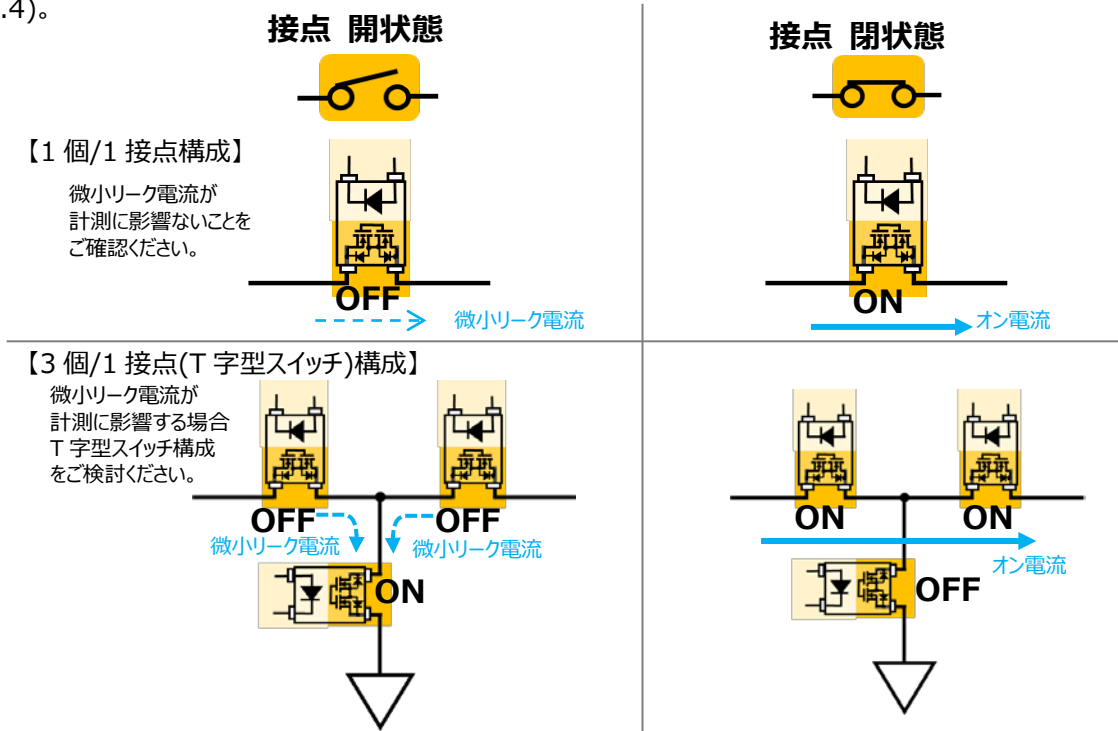 .4)。
接点 開状態
接点 閉状態
【1 個/1 接点構成】
微小リーク電流が
計測に影響ないことを
ご確認ください。
OFF
微小リーク電流
ON
オン電流
【3 個/1 接点(T 字型スイッチ)構成】
微小リーク電流が
計測に影響する場合
T 字型スイッチ構成
をご検討ください。
OFF
OFF
微小リーク電流
微小リーク電流
ON
ON
ON
オン電流
OFF